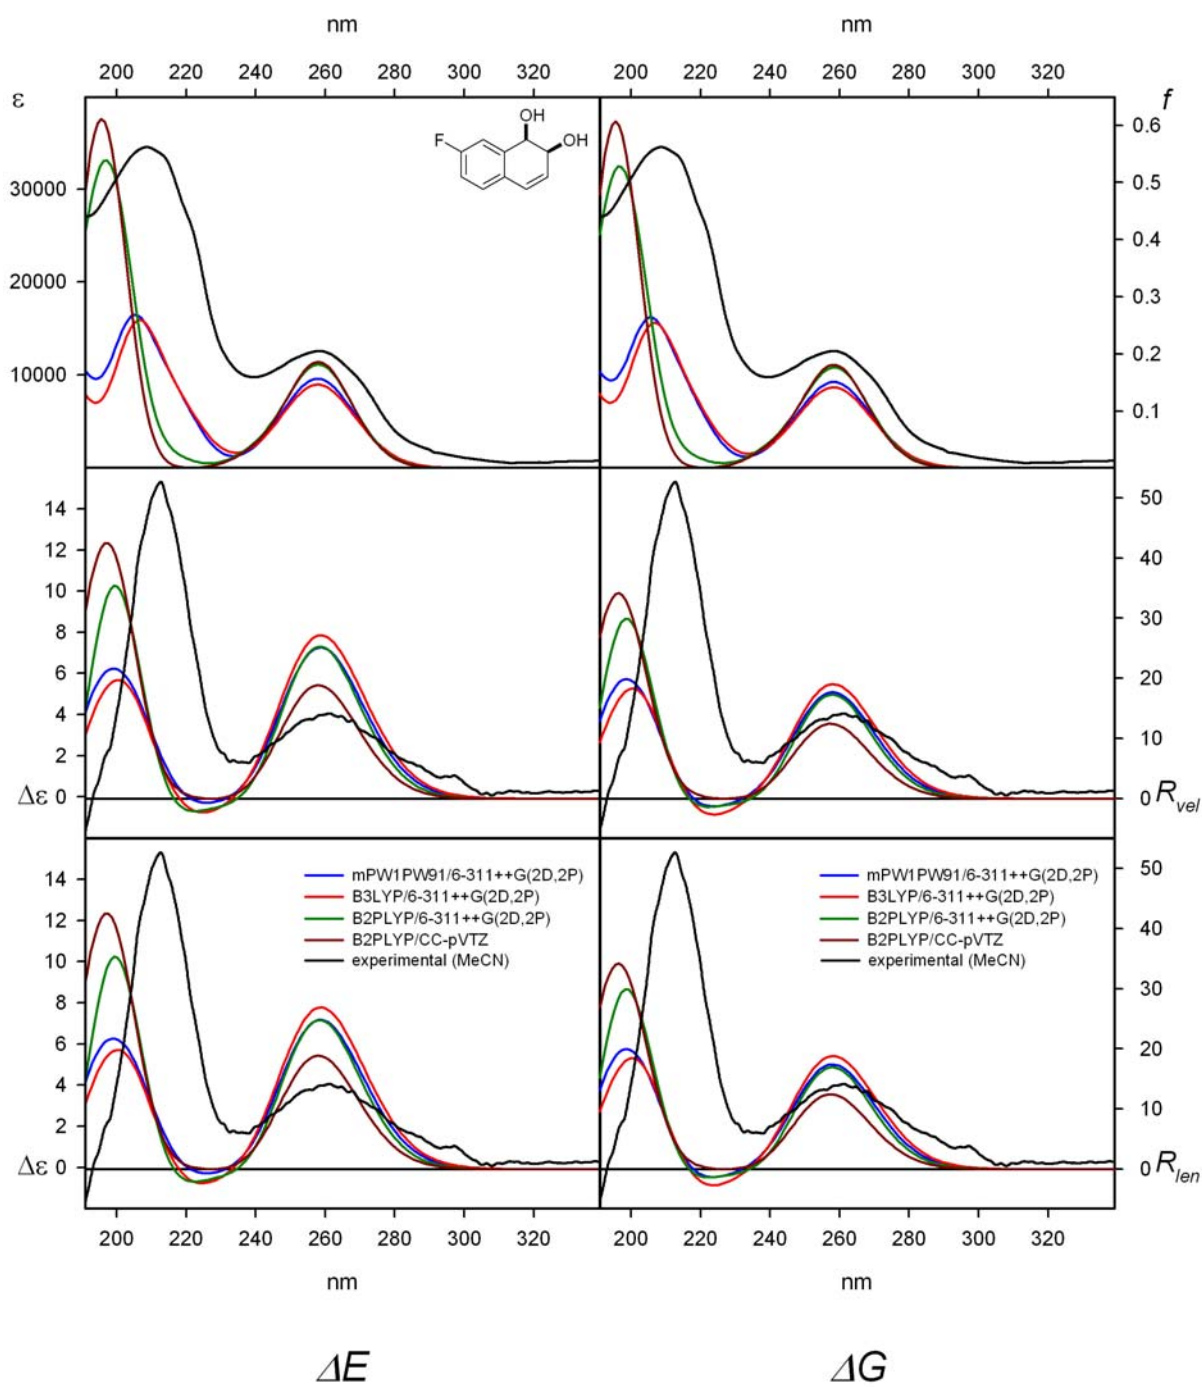 nm nm
200 220 240 260 280 300 320 200 220 240 260 280 300 320
ε f
OH
F OH
30000
20000
10000
0.6
0.5
0.4
0.3
0.2
0.1
14
12
10
8
6
4
2
Δε 0
50
40
30
20
10
0 R_vel
mPW1PW91/6-311++G(2D,2P)
B3LYP/6-311++G(2D,2P)
B2PLYP/6-311++G(2D,2P)
B2PLYP/CC-pVTZ
experimental (MeCN)
mPW1PW91/6-311++G(2D,2P)
B3LYP/6-311++G(2D,2P)
B2PLYP/6-311++G(2D,2P)
B2PLYP/CC-pVTZ
experimental (MeCN)
14
12
10
8
6
4
2
Δε 0
50
40
30
20
10
0 R_len
200 220 240 260 280 300 320 200 220 240 260 280 300 320
nm nm
ΔE ΔG